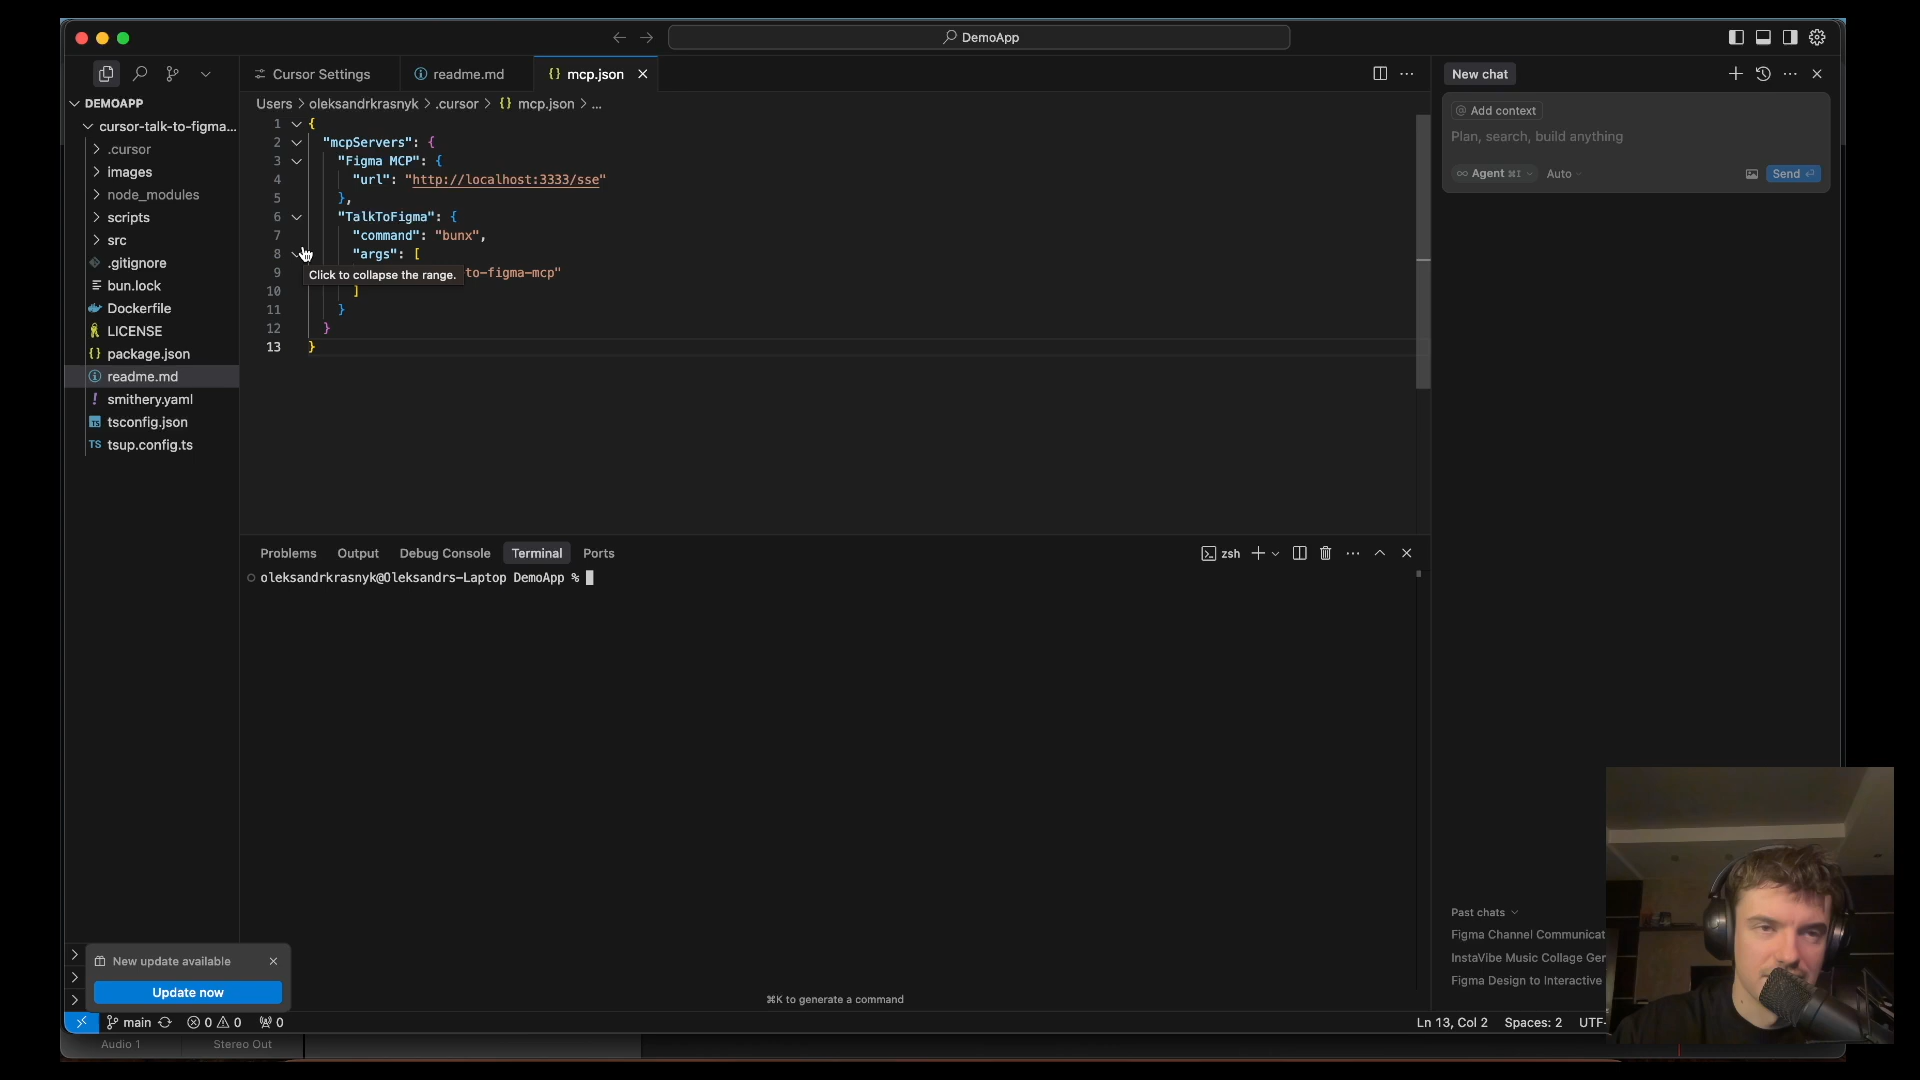 DemoApp
Cursor Settings
readme.md
mcp.json
New chat
DEMOAPP
Users > oleksandrkrasnyk > .cursor > {} mcp.json > ...
cursor-talk-to-figma...
.cursor
images
node_modules
scripts
src
.gitignore
bun.lock
Dockerfile
LICENSE
{} package.json
readme.md
! smithery.yaml
tsconfig.json
TS tsup.config.ts
1 {
2 "mcpServers": {
3 "Figma MCP": {
4 "url": "http://localhost:3333/sse"
5 },
6 "TalkToFigma": {
7 "command": "bunx",
8 "args": [
9 to-figma-mcp"
Click to collapse the range.
10 ]
11 }
12 }
13 }
@ Add context
Plan, search, build anything
∞ Agent ⌘I
Auto
Send ⏎
Problems
Output
Debug Console
Terminal
Ports
zsh
oleksandrkrasnyk@Oleksandrs-Laptop DemoApp %
⌘K to generate a command
Past chats
Figma Channel Communicat
InstaVibe Music Collage Ger
Figma Design to Interactive
New update available
Update now
main
0
0
0
Ln 13, Col 2
Spaces: 2
UTF-
Audio 1
Stereo Out